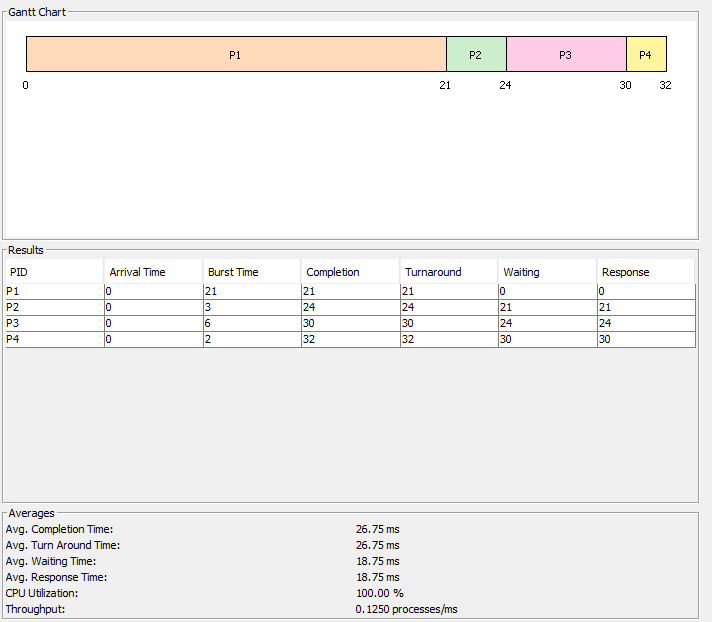 Gantt Chart
P1 P2 P3 P4
0 21 24 30 32
Results
PID Arrival Time Burst Time Completion Turnaround Waiting Response
P1 0 21 21 21 0 0
P2 0 3 24 24 21 21
P3 0 6 30 30 24 24
P4 0 2 32 32 30 30
Averages
Avg. Completion Time: 26.75 ms
Avg. Turn Around Time: 26.75 ms
Avg. Waiting Time: 18.75 ms
Avg. Response Time: 18.75 ms
CPU Utilization: 100.00 %
Throughput: 0.1250 processes/ms